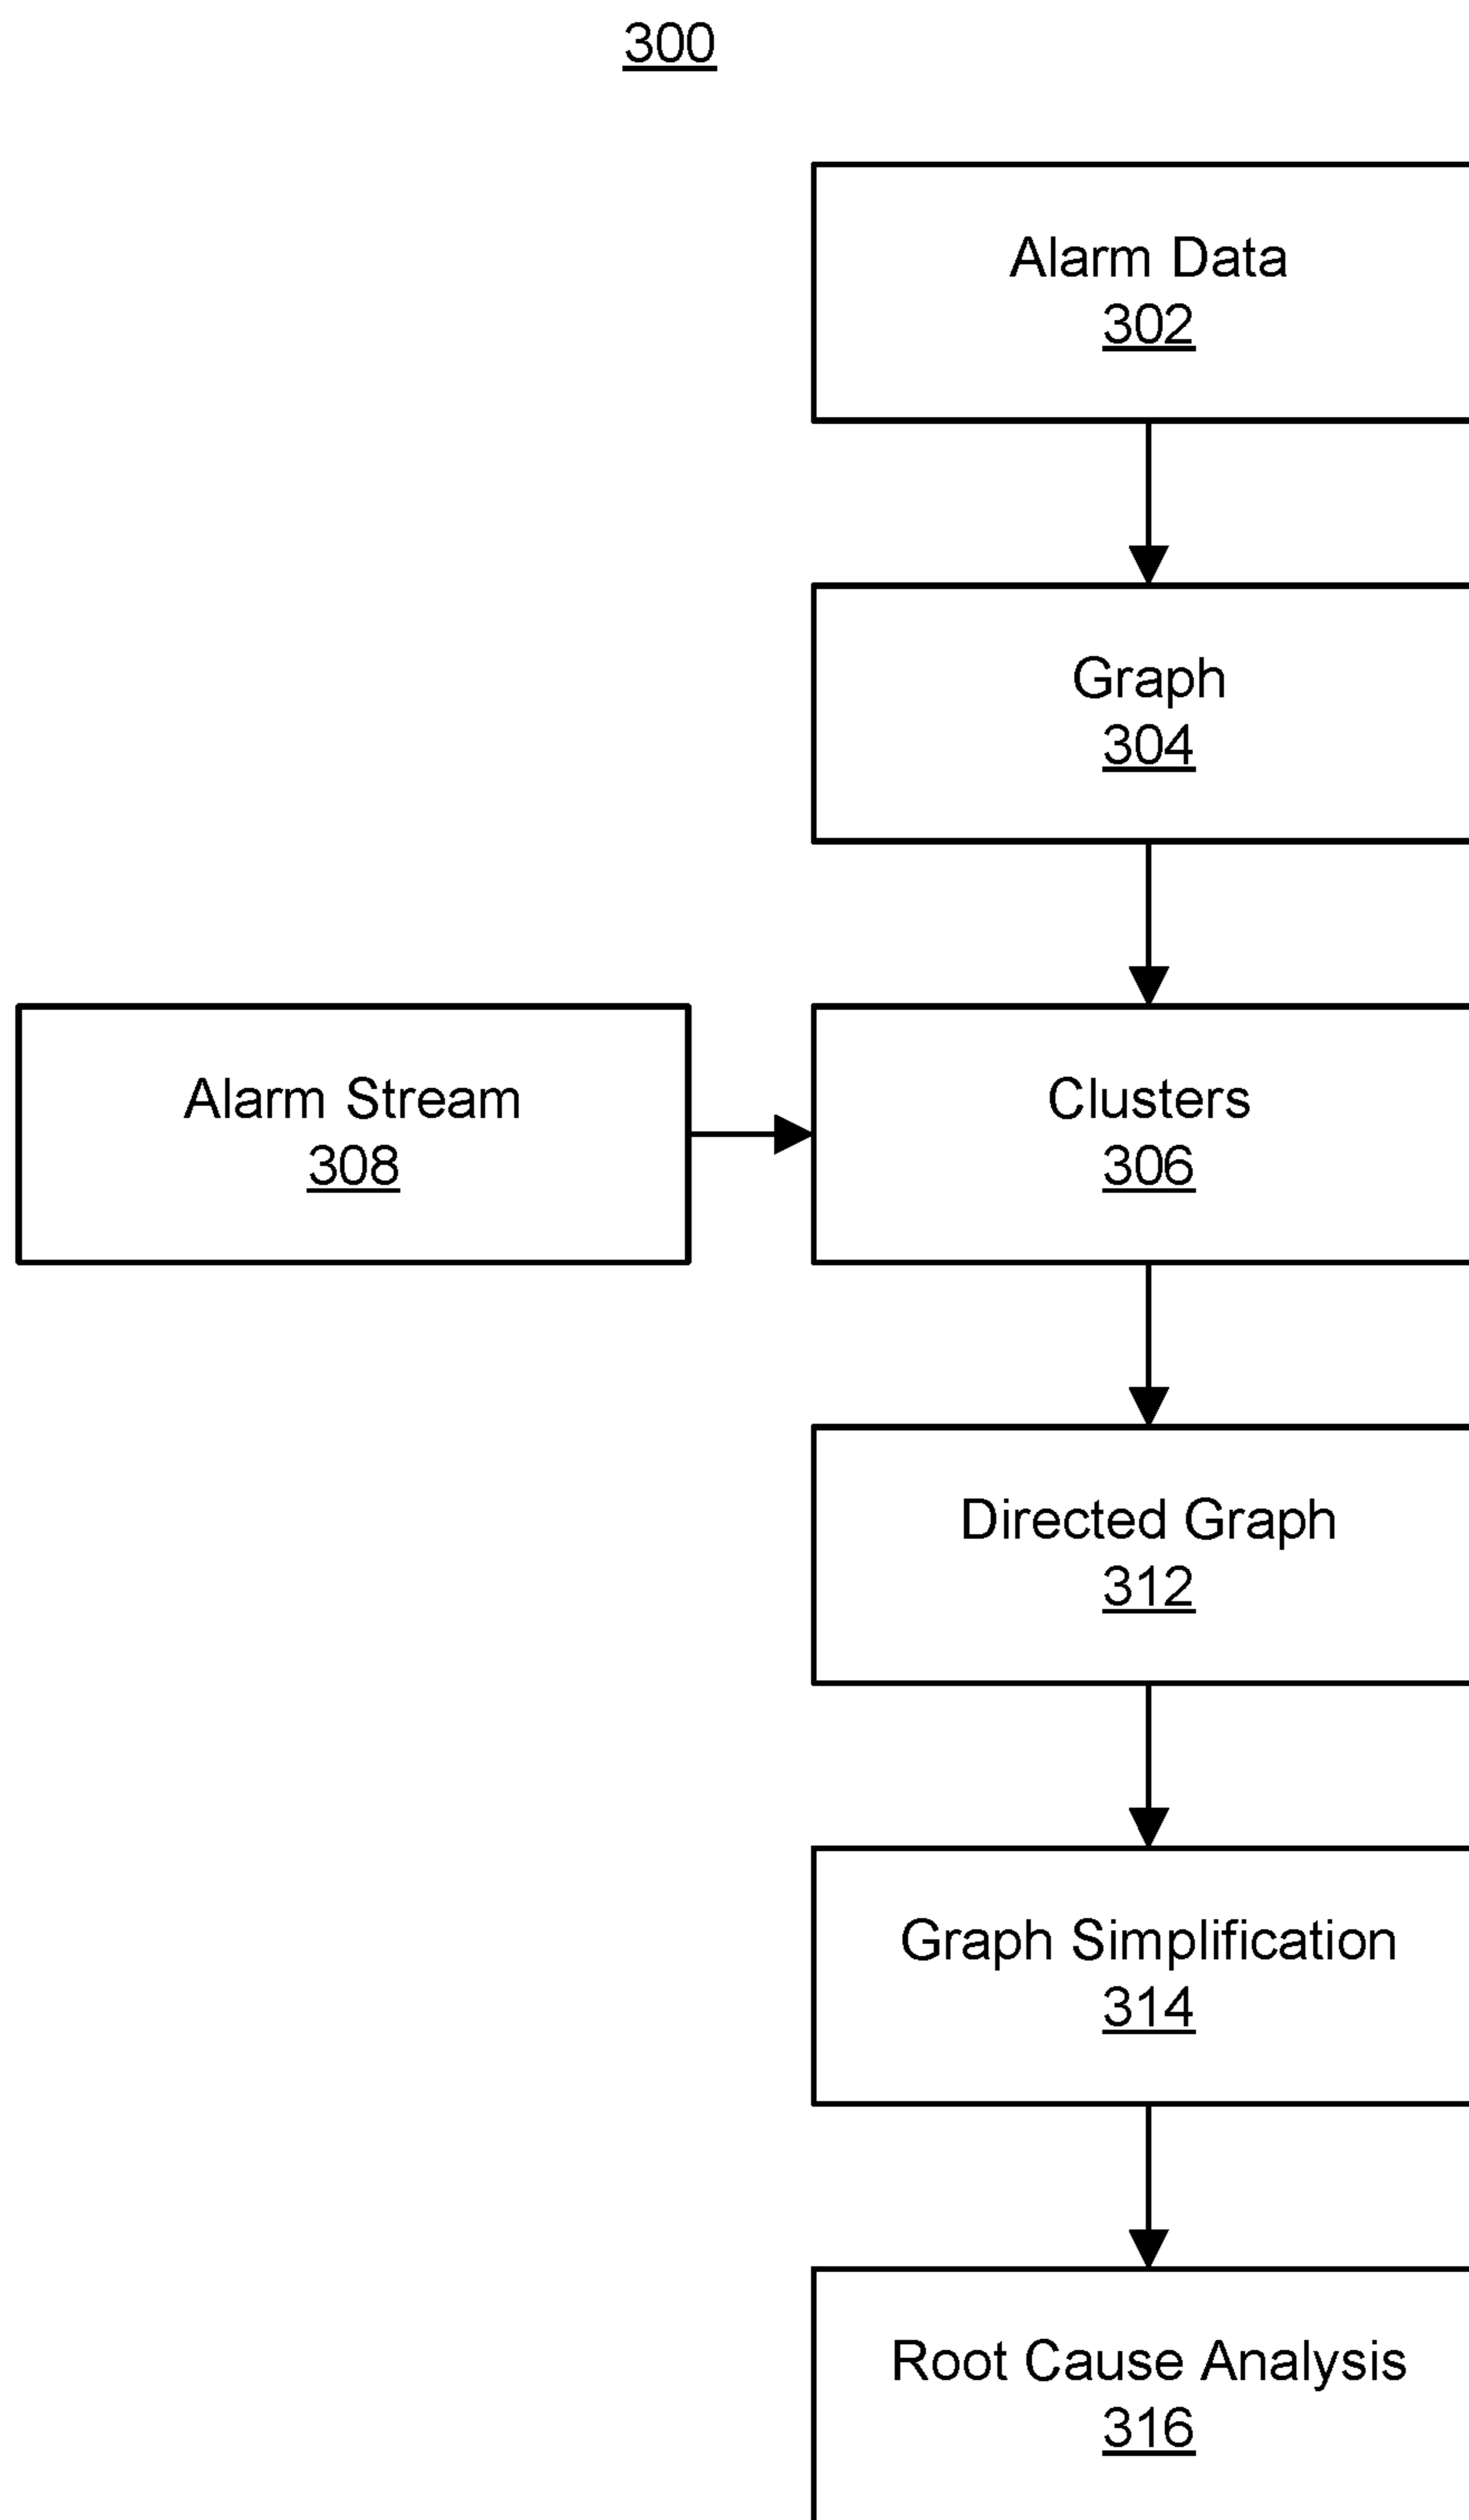 300
Alarm Data
302
Graph
304
Alarm Stream
308
Clusters
306
Directed Graph
312
Graph Simplification
314
Root Cause Analysis
316